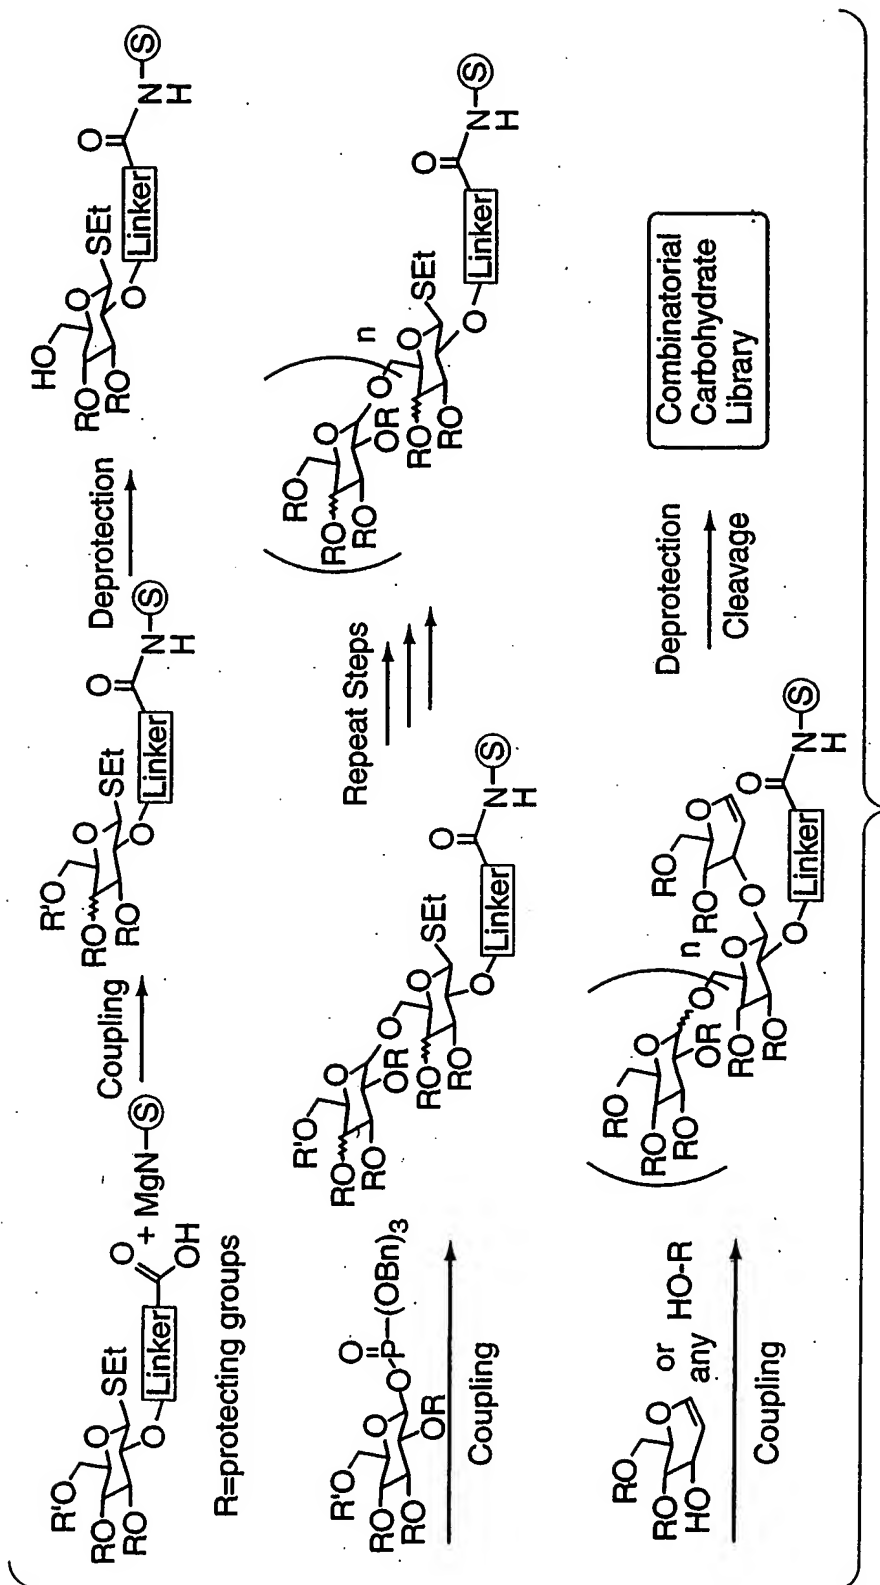 R'O
O
SEt
RO
RO
O
Linker
O
OH
+ MgN
S
Coupling
R'O
O
SEt
RO
RO
O
Linker
O
N
H
S
Deprotection
HO
O
SEt
RO
RO
O
Linker
O
N
H
S
R=protecting groups
R'O
O
RO
RO
OR
O
O
P
(OBn)3
Coupling
R'O
O
RO
RO
OR
O
O
SEt
RO
RO
O
Linker
O
N
H
S
Repeat Steps
RO
O
RO
RO
OR
O
n
O
SEt
RO
RO
O
Linker
O
N
H
S
RO
O
RO
HO
or
any
HO-R
Coupling
RO
O
RO
RO
OR
O
n
O
RO
RO
O
RO
O
RO
O
Linker
O
N
H
S
Deprotection
Cleavage
Combinatorial
Carbohydrate
Library